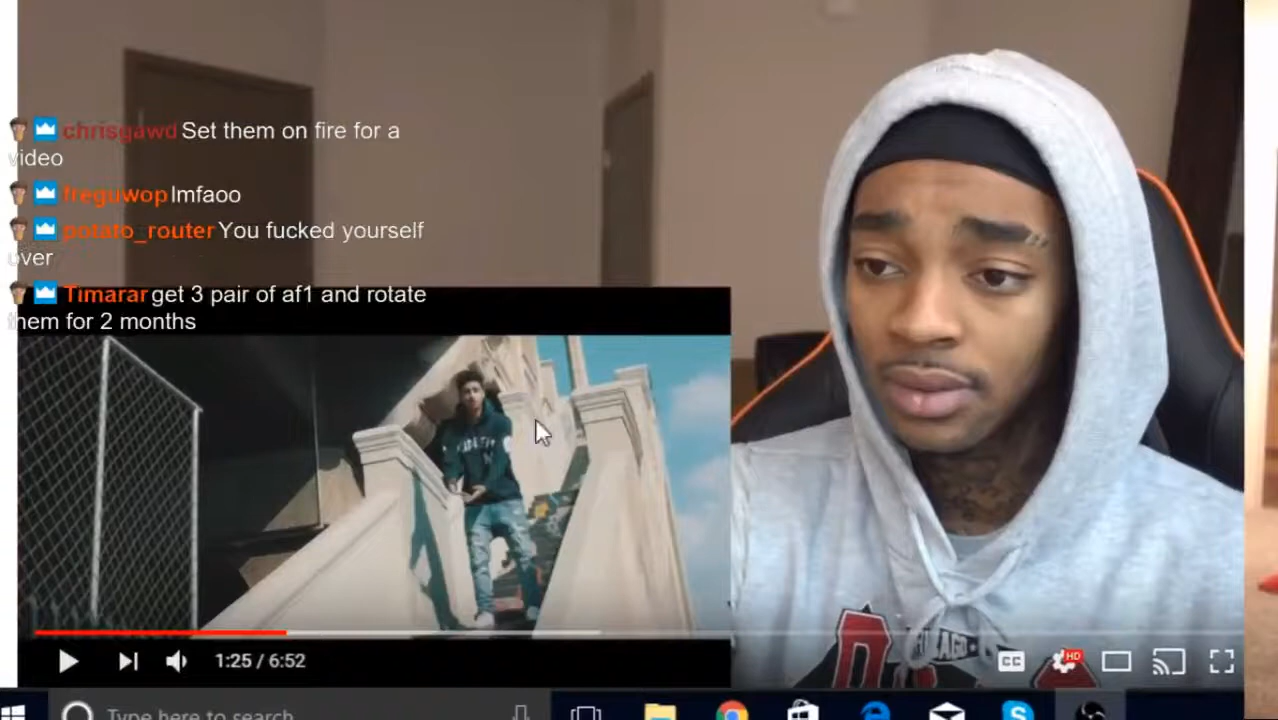 chrisgawd Set them on fire for a
video
freguwop lmfaoo
potato_router You fucked yourself
over
Timarar get 3 pair of af1 and rotate
them for 2 months
1:25 / 6:52
CC
HD
Type here to search